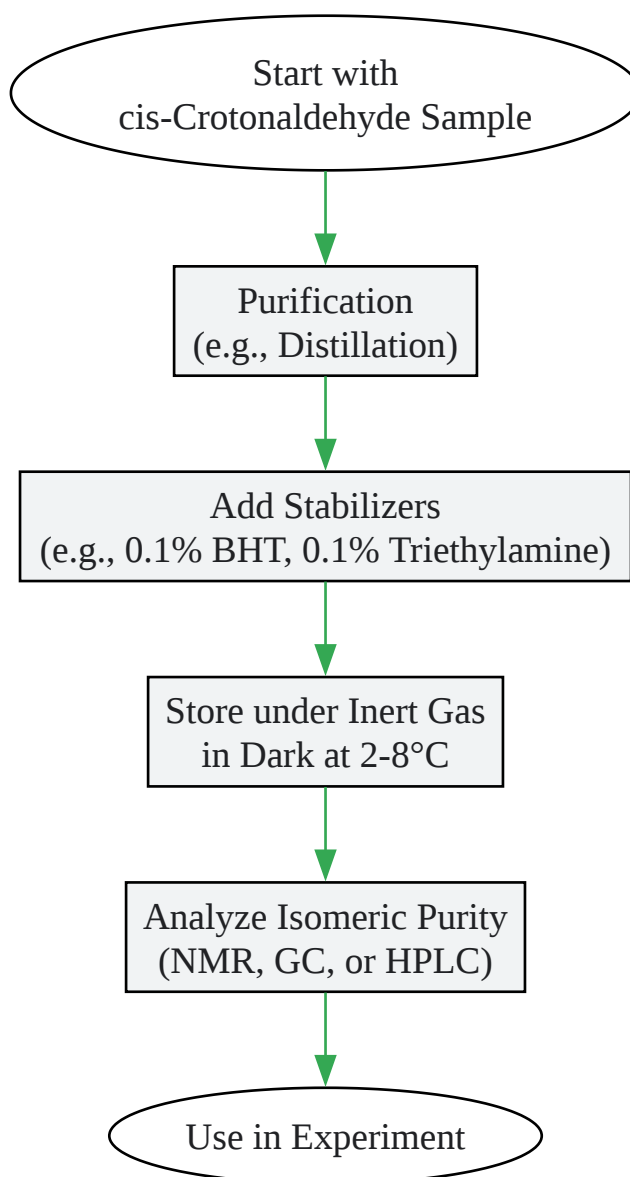 Start with
cis-Crotonaldehyde Sample
Purification
(e.g., Distillation)
Add Stabilizers
(e.g., 0.1% BHT, 0.1% Triethylamine)
Store under Inert Gas
in Dark at 2-8°C
Analyze Isomeric Purity
(NMR, GC, or HPLC)
Use in Experiment